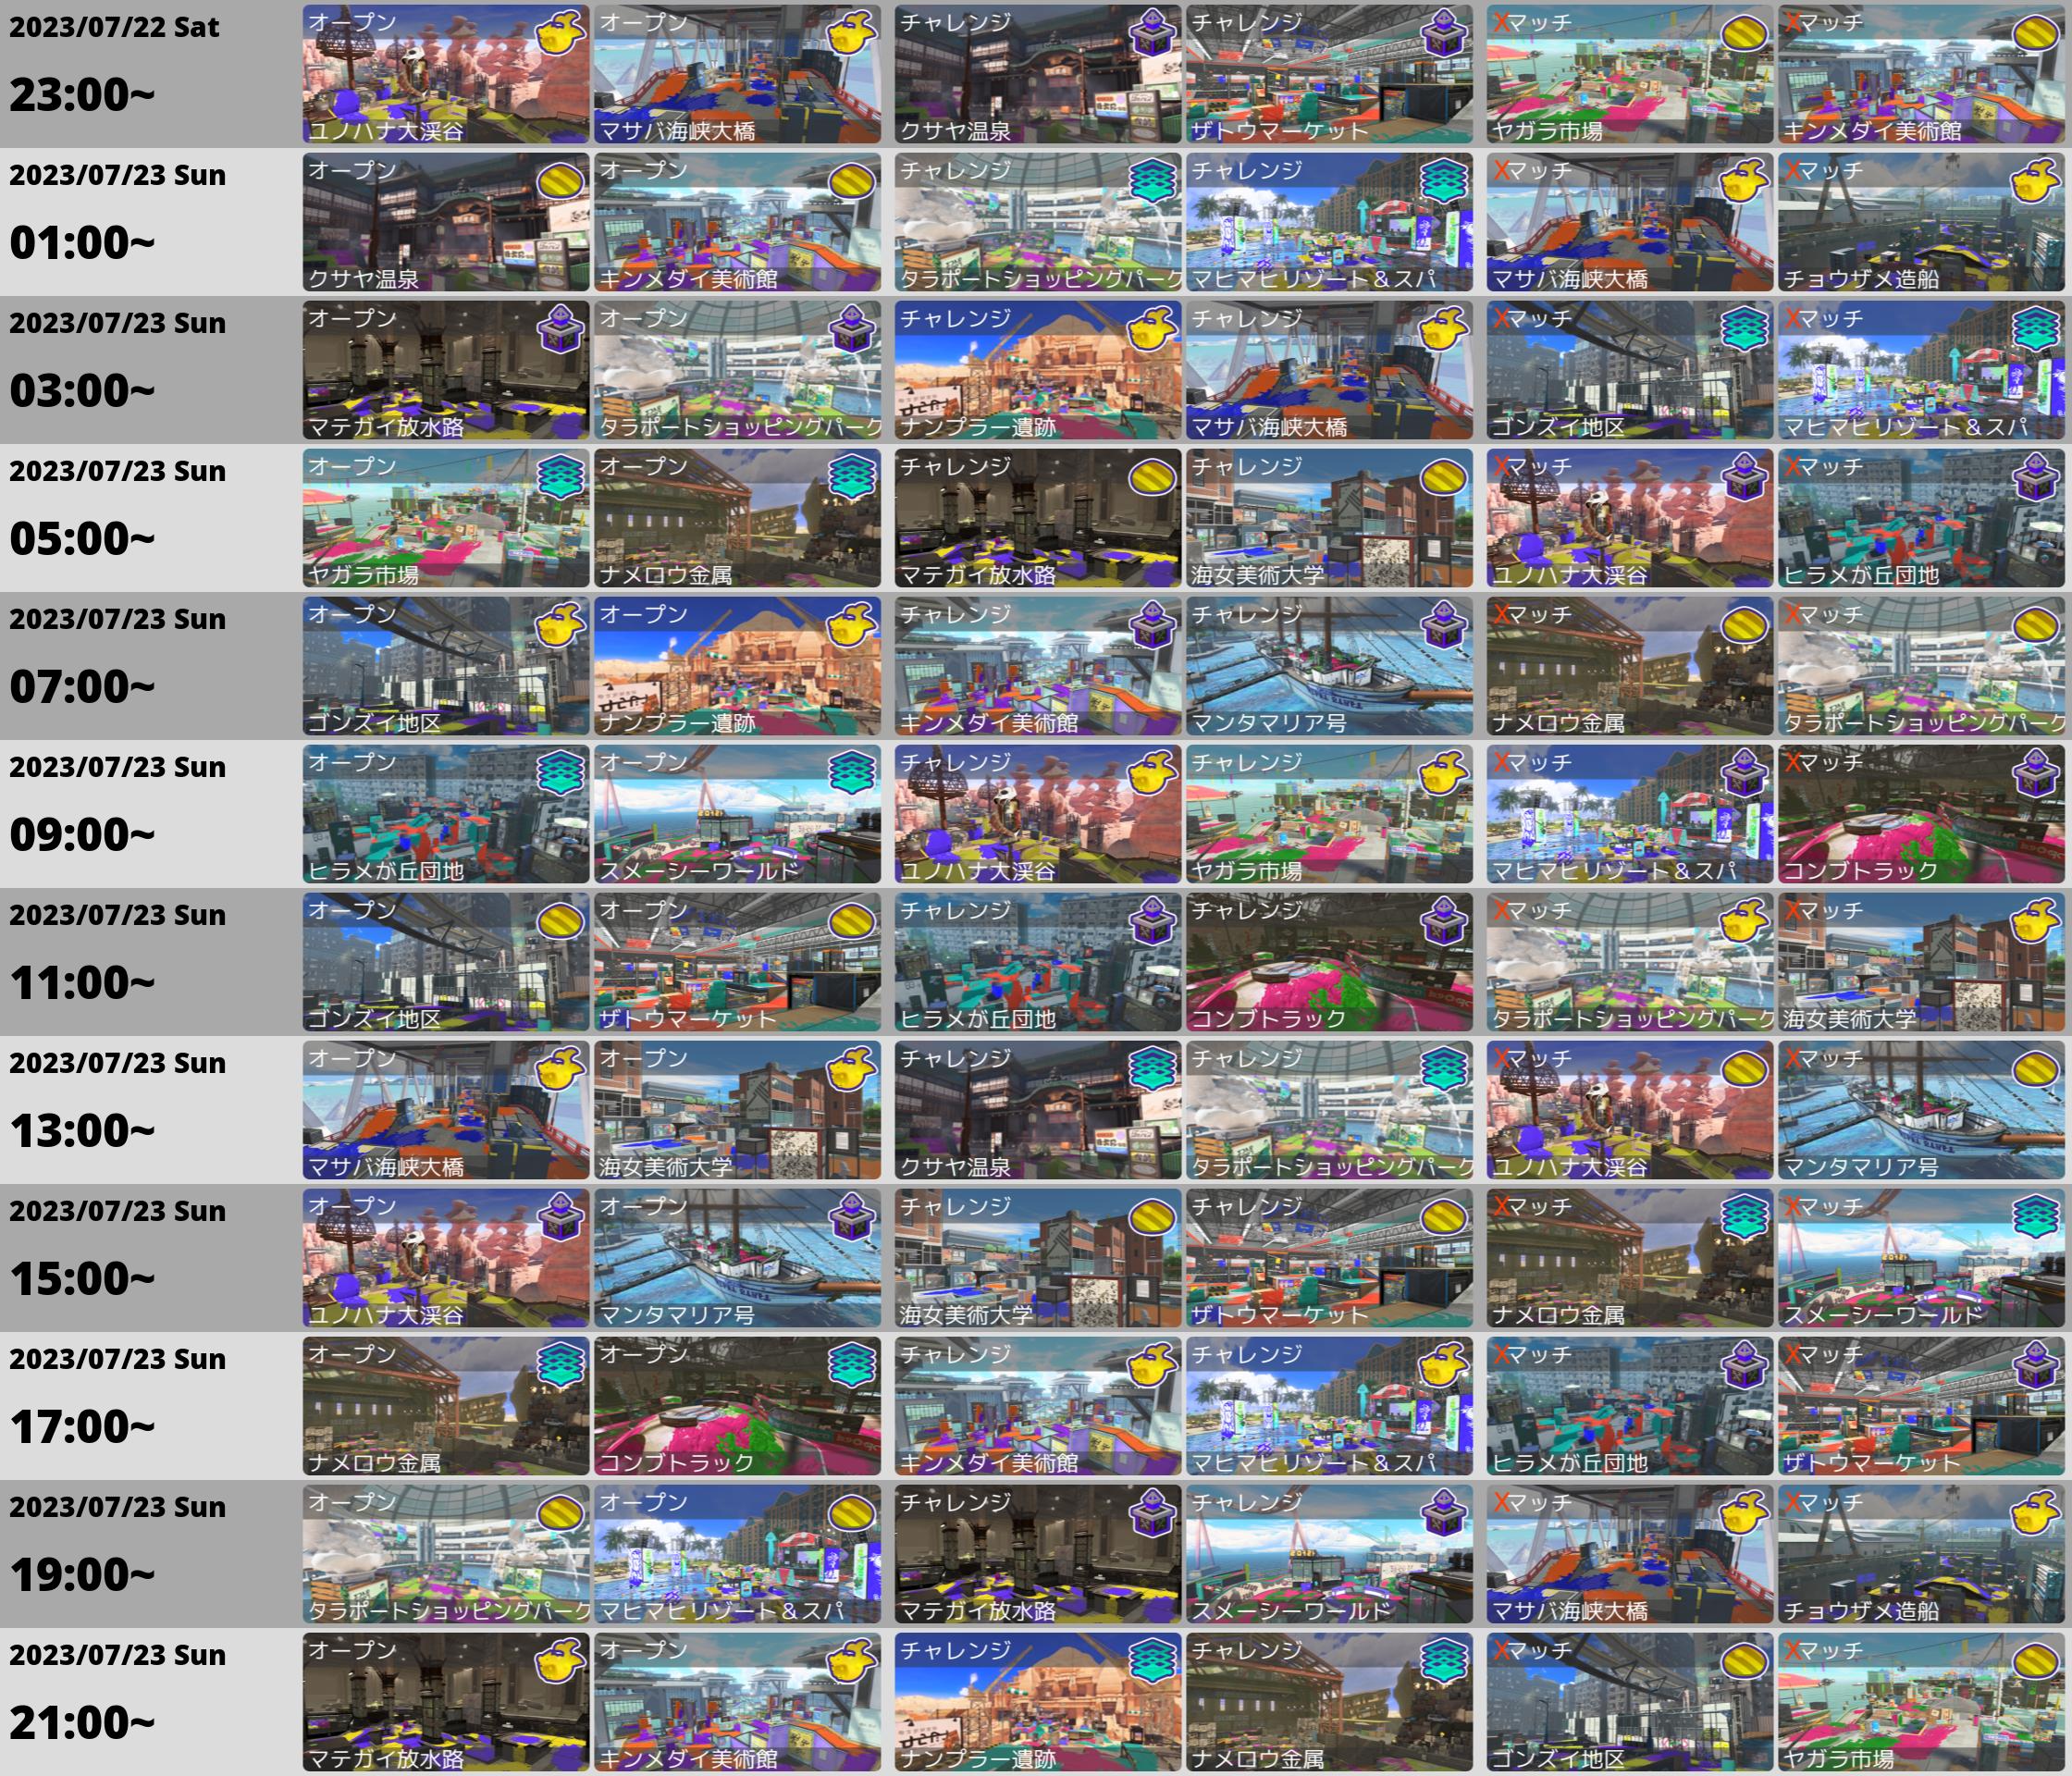 2023/07/22 Sat
23:00~
オープン
ユノハナ大渓谷
オープン
マサバ海峡大橋
チャレンジ
クサヤ温泉
チャレンジ
ザトウマーケット
Xマッチ
ヤガラ市場
Xマッチ
キンメダイ美術館
2023/07/23 Sun
01:00~
オープン
クサヤ温泉
オープン
キンメダイ美術館
チャレンジ
タラポートショッピングパーク
チャレンジ
マヒマヒリゾート＆スパ
Xマッチ
マサバ海峡大橋
Xマッチ
チョウザメ造船
2023/07/23 Sun
03:00~
オープン
マテガイ放水路
オープン
タラポートショッピングパーク
チャレンジ
ナンプラー遺跡
チャレンジ
マサバ海峡大橋
Xマッチ
ゴンズイ地区
Xマッチ
マヒマヒリゾート＆スパ
2023/07/23 Sun
05:00~
オープン
ヤガラ市場
オープン
ナメロウ金属
チャレンジ
マテガイ放水路
チャレンジ
海女美術大学
Xマッチ
ユノハナ大渓谷
Xマッチ
ヒラメが丘団地
2023/07/23 Sun
07:00~
オープン
ゴンズイ地区
オープン
ナンプラー遺跡
チャレンジ
キンメダイ美術館
チャレンジ
マンタマリア号
Xマッチ
ナメロウ金属
Xマッチ
タラポートショッピングパーク
2023/07/23 Sun
09:00~
オープン
ヒラメが丘団地
オープン
スメーシーワールド
チャレンジ
ユノハナ大渓谷
チャレンジ
ヤガラ市場
Xマッチ
マヒマヒリゾート＆スパ
Xマッチ
コンブトラック
2023/07/23 Sun
11:00~
オープン
ゴンズイ地区
オープン
ザトウマーケット
チャレンジ
ヒラメが丘団地
チャレンジ
コンブトラック
Xマッチ
タラポートショッピングパーク
Xマッチ
海女美術大学
2023/07/23 Sun
13:00~
オープン
マサバ海峡大橋
オープン
海女美術大学
チャレンジ
クサヤ温泉
チャレンジ
タラポートショッピングパーク
Xマッチ
ユノハナ大渓谷
Xマッチ
マンタマリア号
2023/07/23 Sun
15:00~
オープン
ユノハナ大渓谷
オープン
マンタマリア号
チャレンジ
海女美術大学
チャレンジ
ザトウマーケット
Xマッチ
ナメロウ金属
Xマッチ
スメーシーワールド
2023/07/23 Sun
17:00~
オープン
ナメロウ金属
オープン
コンブトラック
チャレンジ
キンメダイ美術館
チャレンジ
マヒマヒリゾート＆スパ
Xマッチ
ヒラメが丘団地
Xマッチ
ザトウマーケット
2023/07/23 Sun
19:00~
オープン
タラポートショッピングパーク
オープン
マヒマヒリゾート＆スパ
チャレンジ
マテガイ放水路
チャレンジ
スメーシーワールド
Xマッチ
マサバ海峡大橋
Xマッチ
チョウザメ造船
2023/07/23 Sun
21:00~
オープン
マテガイ放水路
オープン
キンメダイ美術館
チャレンジ
ナンプラー遺跡
チャレンジ
ナメロウ金属
Xマッチ
ゴンズイ地区
Xマッチ
ヤガラ市場